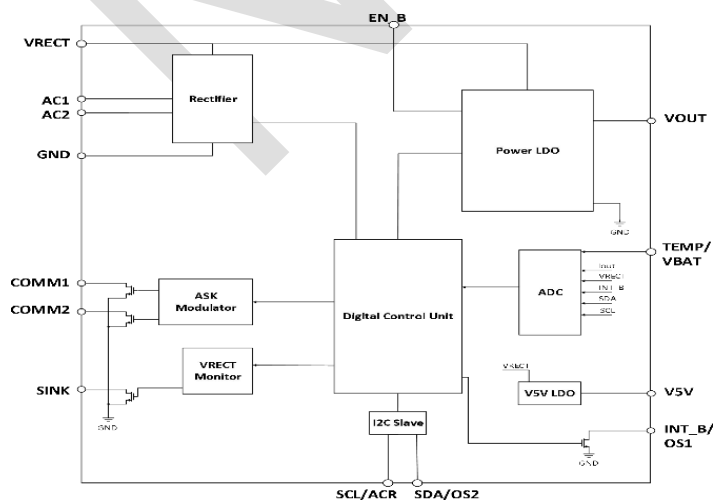 EN_B
VRECT
Rectifier
AC1
AC2
GND
Power LDO
VOUT
GND
TEMP/
VBAT
COMM1
COMM2
ASK
Modulator
Digital Control Unit
ADC
Iout
VRECT
INT_B
SDA
SCL
VRECT
Monitor
SINK
GND
VRECT
V5V LDO
V5V
I2C Slave
INT_B/
OS1
GND
SCL/ACR
SDA/OS2